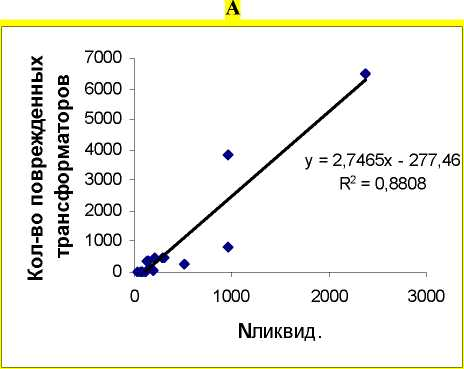 А
Кол-во поврежденных
трансформаторов
7000
6000
5000
4000
3000
2000
1000
0
y = 2,7465x - 277,46
R² = 0,8808
0 1000 2000 3000
Nликвид.